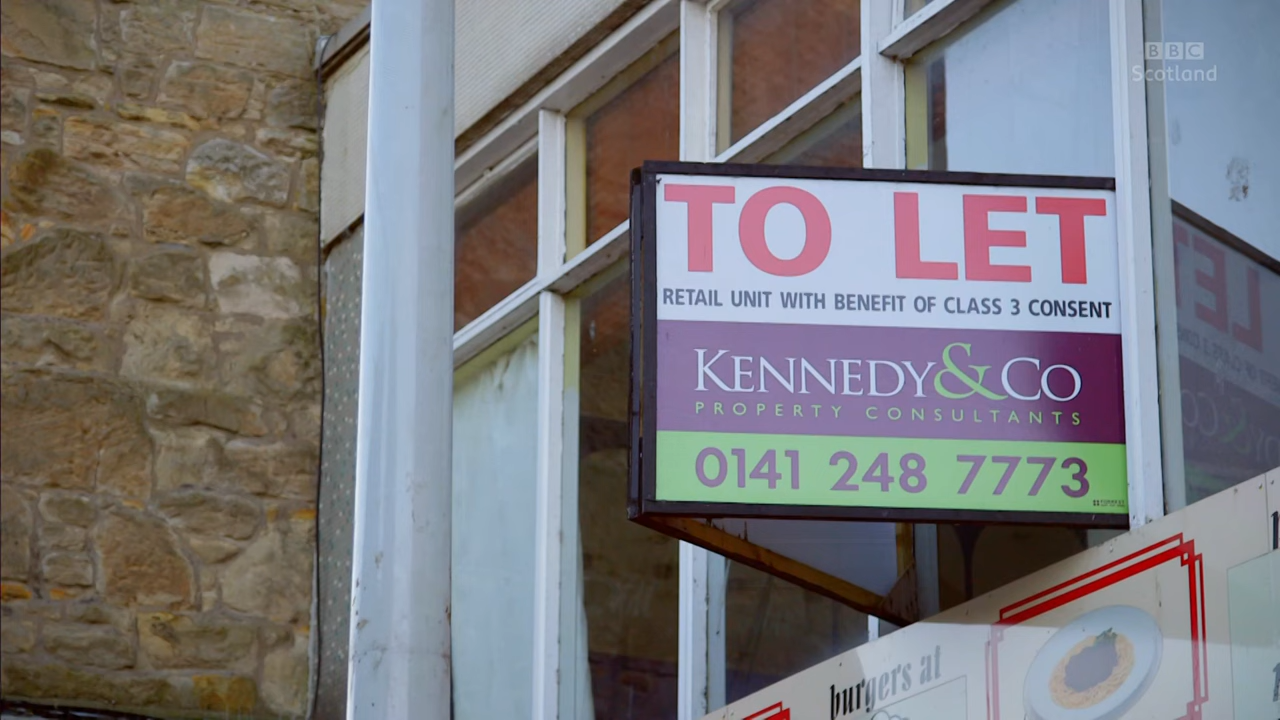 BBC
Scotland
TO LET
RETAIL UNIT WITH BENEFIT OF CLASS 3 CONSENT
KENNEDY&CO
PROPERTY CONSULTANTS
0141 248 7773
burgers at